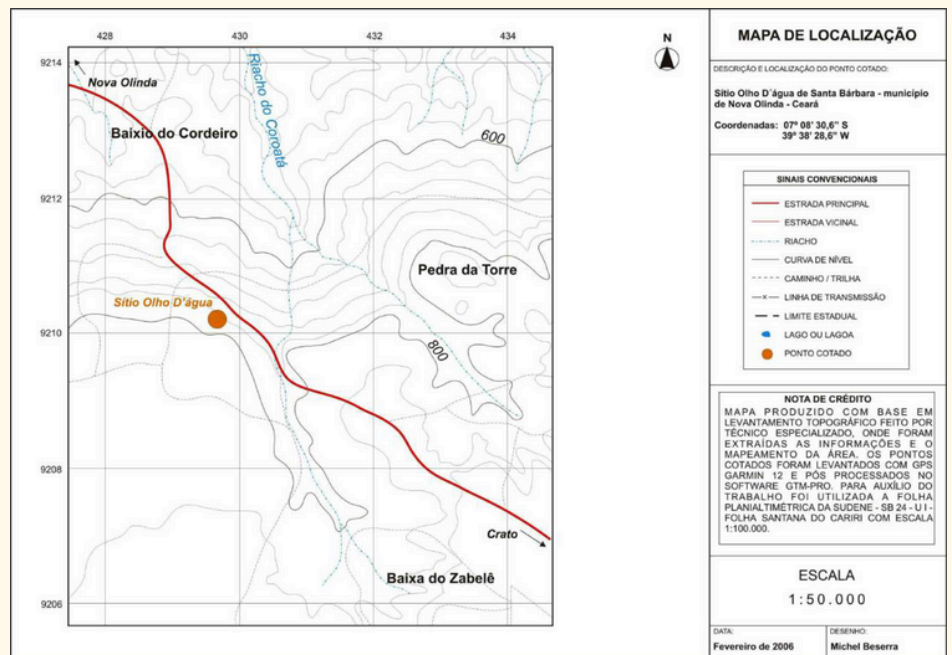 428
430
432
434
9214
9212
9210
9208
9206
Nova Olinda
Baixio do Cordeiro
Riacho do Coroatá
600
Pedra da Torre
Sítio Olho D'água
800
Crato
Baixa do Zabelê
N
MAPA DE LOCALIZAÇÃO
DESCRIÇÃO E LOCALIZAÇÃO DO PONTO COTADO:
Sítio Olho D´água de Santa Bárbara - município
de Nova Olinda - Ceará
Coordenadas: 07º 08' 30,6" S
39º 38' 28,6" W
SINAIS CONVENCIONAIS
ESTRADA PRINCIPAL
ESTRADA VICINAL
RIACHO
CURVA DE NÍVEL
CAMINHO / TRILHA
LINHA DE TRANSMISSÃO
LIMITE ESTADUAL
LAGO OU LAGOA
PONTO COTADO
NOTA DE CRÉDITO
MAPA PRODUZIDO COM BASE EM
LEVANTAMENTO TOPOGRÁFICO FEITO POR
TÉCNICO ESPECIALIZADO, ONDE FORAM
EXTRAÍDAS AS INFORMAÇÕES E O
MAPEAMENTO DA ÁREA. OS PONTOS
COTADOS FORAM LEVANTADOS COM GPS
GARMIN 12 E PÓS PROCESSADOS NO
SOFTWARE GTM-PRO. PARA AUXÍLIO DO
TRABALHO FOI UTILIZADA A FOLHA
PLANIALTIMÉTRICA DA SUDENE - SB 24 - U I -
FOLHA SANTANA DO CARIRI COM ESCALA
1:100.000.
ESCALA
1:50.000
DATA:
Fevereiro de 2006
DESENHO:
Michel Beserra